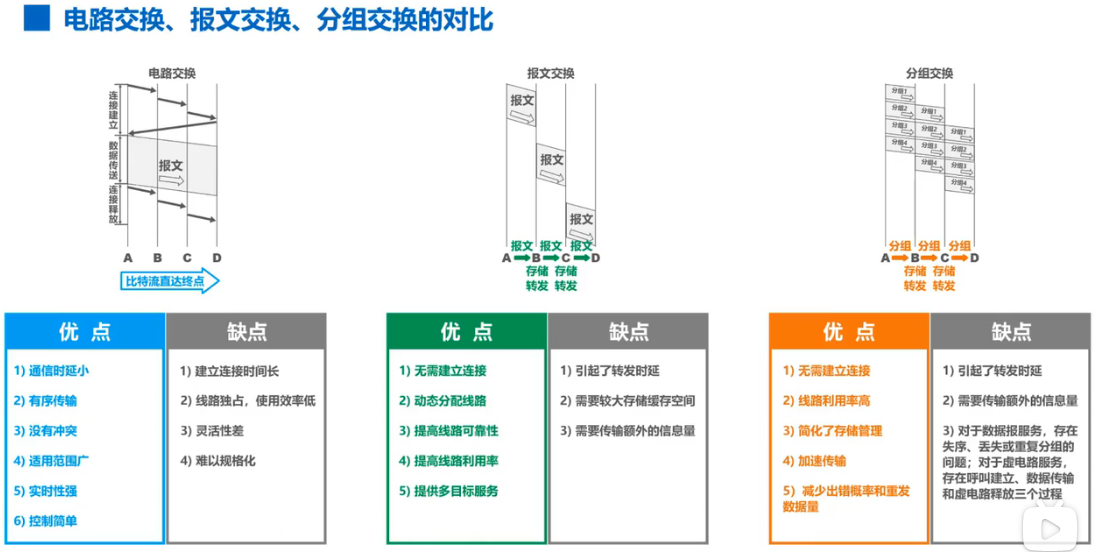 电路交换、报文交换、分组交换的对比
电路交换
连接建立
数据传送
连接释放
报文
A B C D
比特流直达终点
报文交换
报文
报文
报文
报文 报文 报文
A B C D
存储 存储
转发 转发
分组交换
分组1
分组2 分组1
分组3 分组2 分组1
分组4 分组3 分组2
分组4 分组3
分组4
分组 分组 分组
A B C D
存储 存储
转发 转发
优 点
1) 通信时延小
2) 有序传输
3) 没有冲突
4) 适用范围广
5) 实时性强
6) 控制简单
缺点
1) 建立连接时间长
2) 线路独占，使用效率低
3) 灵活性差
4) 难以规格化
优 点
1) 无需建立连接
2) 动态分配线路
3) 提高线路可靠性
4) 提高线路利用率
5) 提供多目标服务
缺点
1) 引起了转发时延
2) 需要较大存储缓存空间
3) 需要传输额外的信息量
优 点
1) 无需建立连接
2) 线路利用率高
3) 简化了存储管理
4) 加速传输
5）减少出错概率和重发
数据量
缺点
1) 引起了转发时延
2) 需要传输额外的信息量
3) 对于数据报服务，存在
失序、丢失或重复分组的
问题；对于虚电路服务，
存在呼叫建立、数据传输
和虚电路释放三个过程